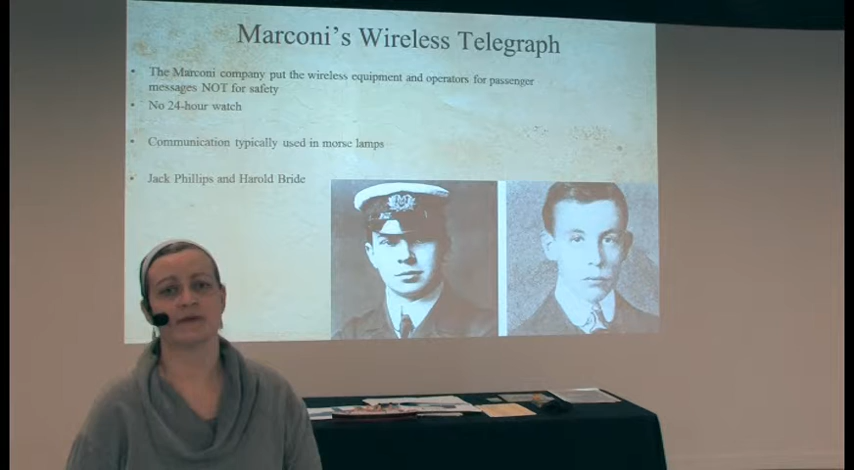 Marconi's Wireless Telegraph
• The Marconi company put the wireless equipment and operators for passenger
messages NOT for safety
• No 24-hour watch
• Communication typically used in morse lamps
• Jack Phillips and Harold Bride